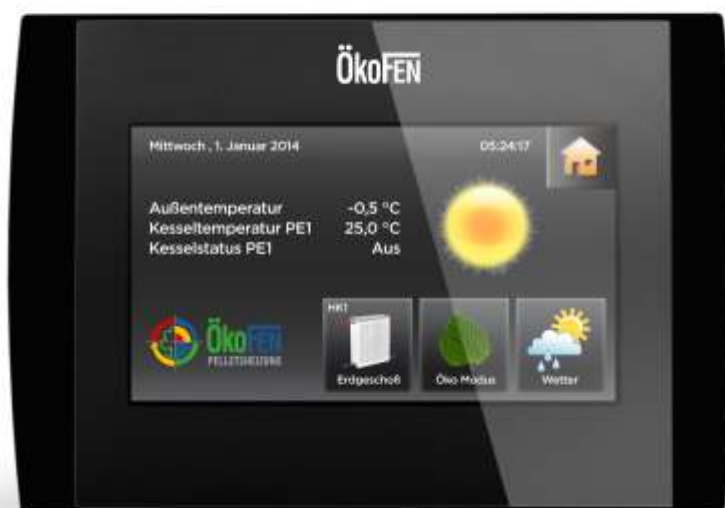 ÖkoFEN
Mittwoch , 1. Januar 2014 05:24:17
Außentemperatur -0,5 °C
Kesseltemperatur PE1 25,0 °C
Kesselstatus PE1 Aus
HK1
ÖkoFEN
PELLETSHEIZUNG
Erdgeschoß Öko Modus Wetter